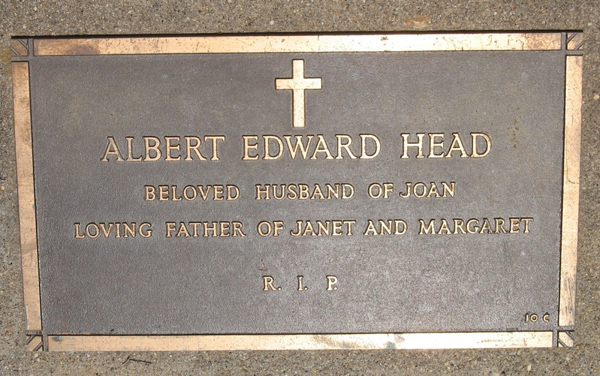 ALBERT EDWARD HEAD
BELOVED HUSBAND OF JOAN
LOVING FATHER OF JANET AND MARGARET
R. I. P.
10 C